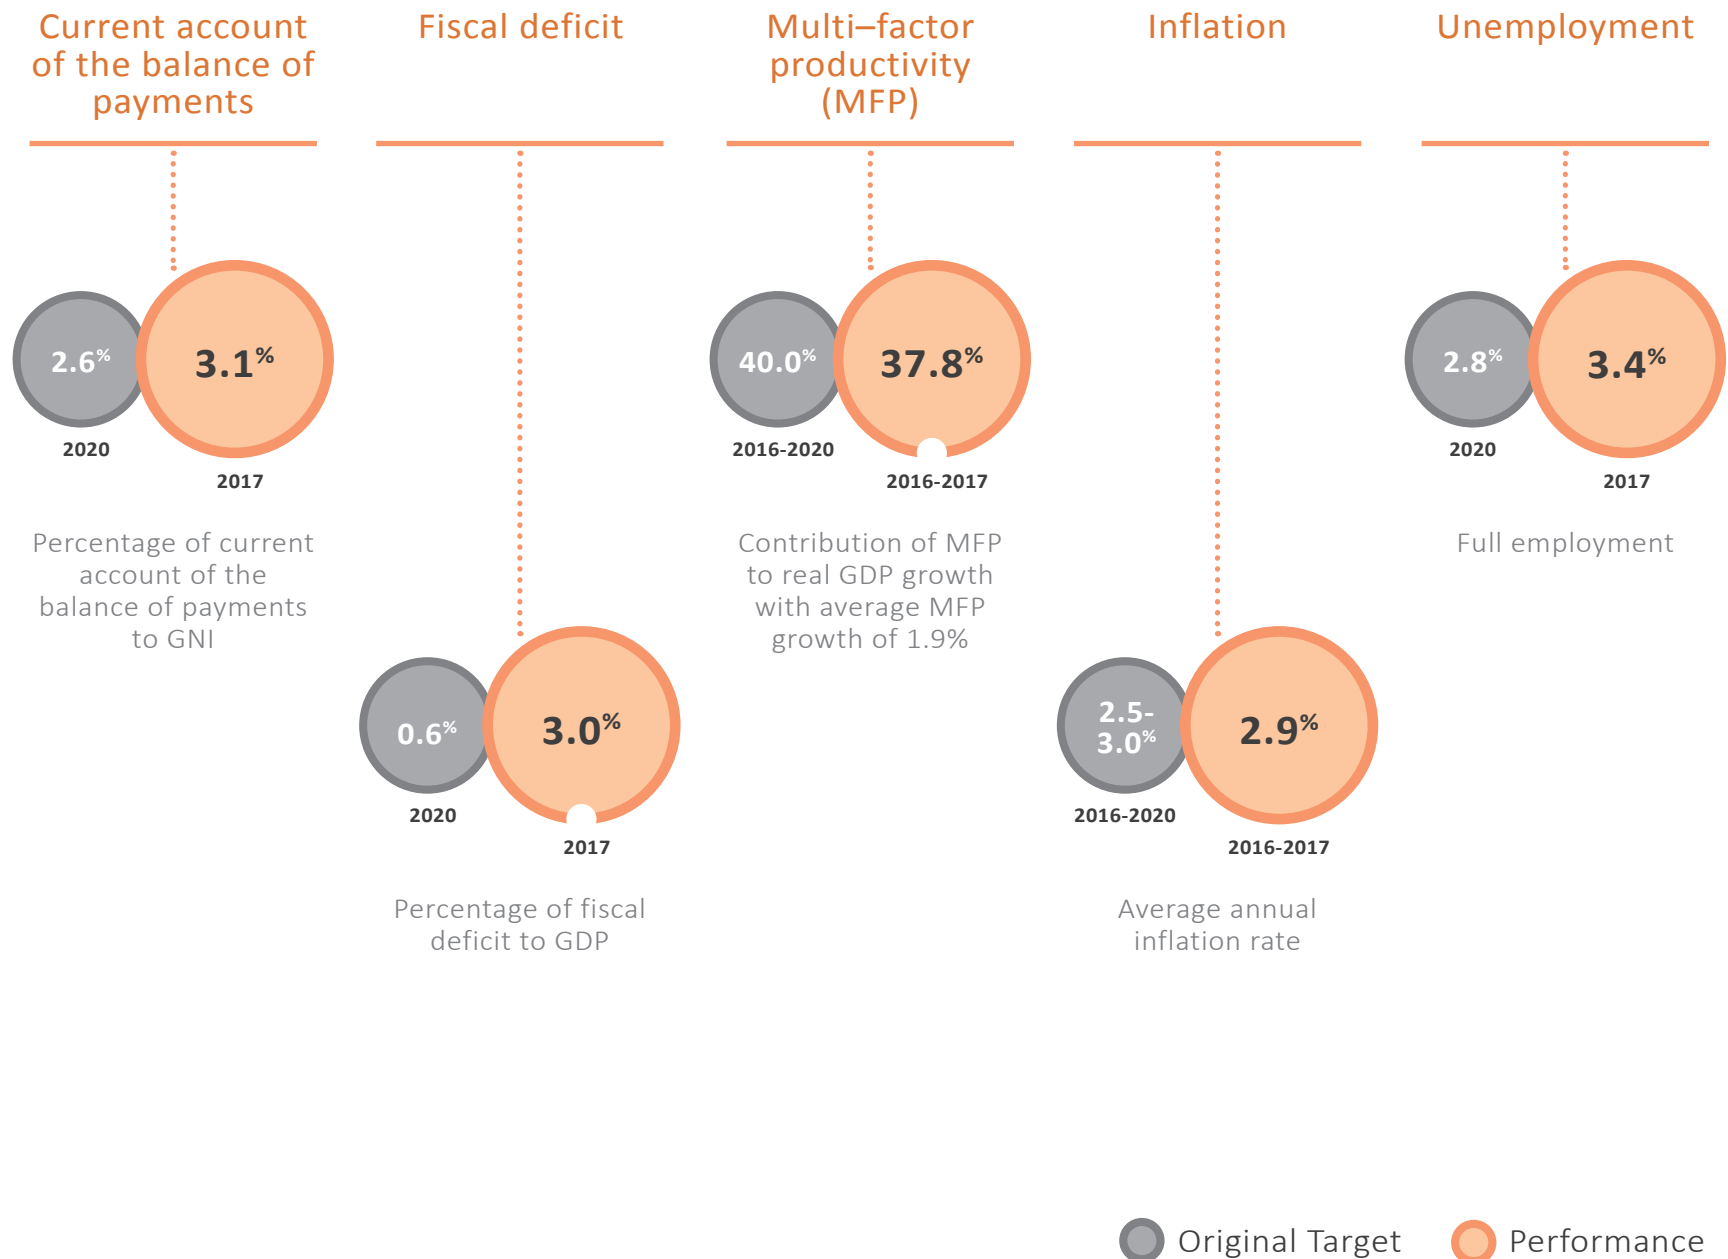 Current account
of the balance of
payments
Fiscal deficit
Multi–factor
productivity
(MFP)
Inflation
Unemployment
2.6%
3.1%
2020
2017
Percentage of current
account of the
balance of payments
to GNI
0.6%
3.0%
2020
2017
Percentage of fiscal
deficit to GDP
40.0%
37.8%
2016-2020
2016-2017
Contribution of MFP
to real GDP growth
with average MFP
growth of 1.9%
2.5-
3.0%
2.9%
2016-2020
2016-2017
Average annual
inflation rate
2.8%
3.4%
2020
2017
Full employment
Original Target
Performance